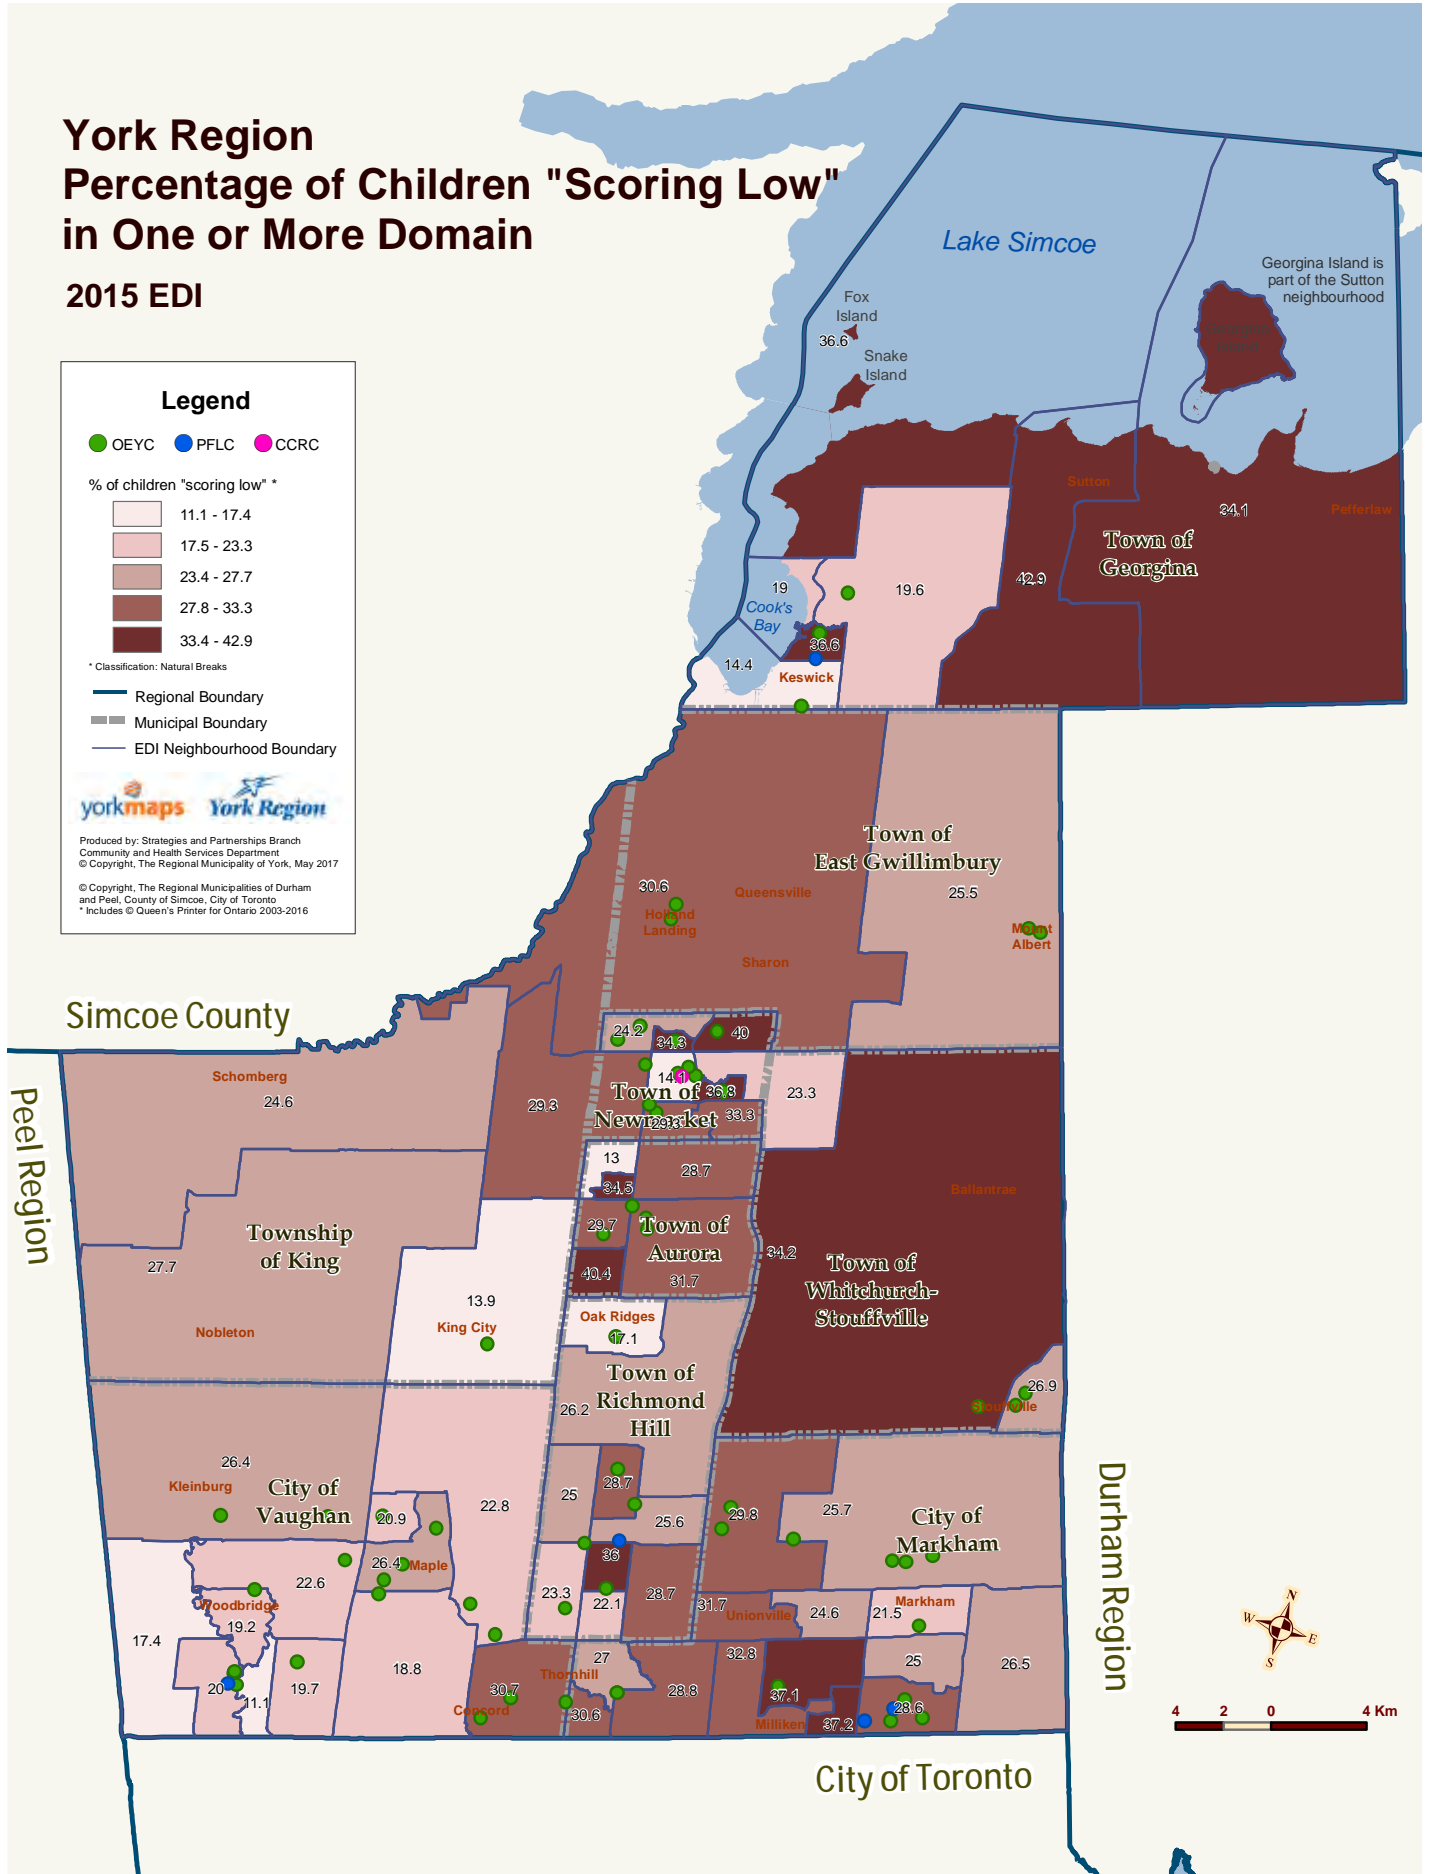 York Region
Percentage of Children "Scoring Low"
in One or More Domain
2015 EDI
Legend
OEYC PFLC CCRC
% of children "scoring low" *
11.1 - 17.4
17.5 - 23.3
23.4 - 27.7
27.8 - 33.3
33.4 - 42.9
* Classification: Natural Breaks
Regional Boundary
Municipal Boundary
EDI Neighbourhood Boundary
yorkmaps York Region
Produced by: Strategies and Partnerships Branch
Community and Health Services Department
© Copyright, The Regional Municipality of York, May 2017
© Copyright, The Regional Municipalities of Durham
and Peel, County of Simcoe, City of Toronto
* Includes © Queen's Printer for Ontario 2003-2016
Lake Simcoe
Georgina Island is
part of the Sutton
neighbourhood
Georgina
Island
Fox
Island
36.6
Snake
Island
Sutton
34.1
Pefferlaw
Town of
Georgina
42.9
19
19.6
Cook's
Bay
36.6
14.4
Keswick
Town of
East Gwillimbury
30.6
Queensville
25.5
Holland
Landing
Mount
Albert
Sharon
Simcoe County
24.2
34.3
40
Schomberg
24.6
29.3
14.1
36.8
23.3
Town of
Newmarket
29.3
33.3
Peel Region
13
28.7
34.5
Ballantrae
Township
of King
27.7
29.7
Town of
Aurora
34.2
40.4
31.7
Town of
Whitchurch-
Stouffville
13.9
King City
Nobleton
Oak Ridges
17.1
Town of
Richmond
Hill
26.2
26.9
Stouffville
26.4
Kleinburg
City of
Vaughan
20.9
22.8
25
28.7
25.6
29.8
25.7
City of
Markham
Durham Region
26.4
Maple
22.6
36
23.3
22.1
28.7
31.7
Unionville
24.6
21.5
Markham
Woodbridge
19.2
17.4
20
11.1
19.7
18.8
30.7
Concord
Thornhill
27
30.6
28.8
32.8
37.1
Milliken
37.2
25
28.6
26.5
N
W
E
S
4 2 0 4 Km
City of Toronto